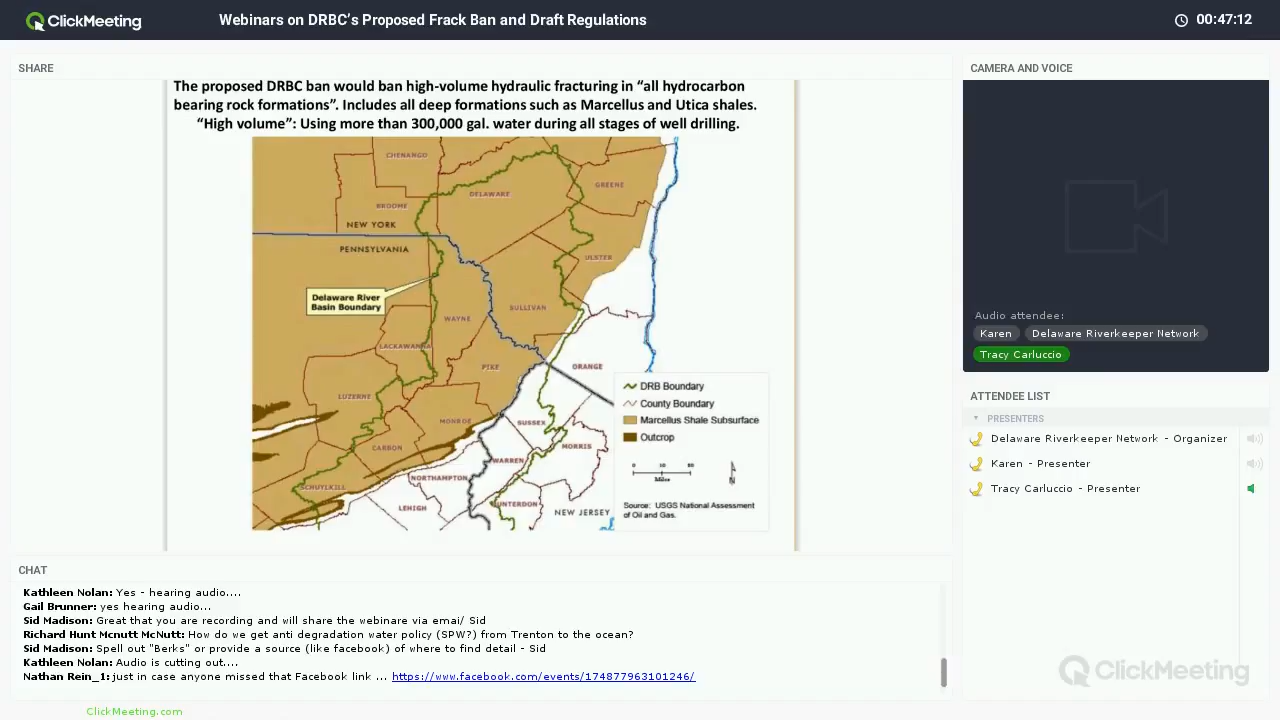 ClickMeeting
Webinars on DRBC's Proposed Frack Ban and Draft Regulations
00:47:12
SHARE
The proposed DRBC ban would ban high-volume hydraulic fracturing in "all hydrocarbon
bearing rock formations". Includes all deep formations such as Marcellus and Utica shales.
"High volume": Using more than 300,000 gal. water during all stages of well drilling.
CHENANGO
GREENE
DELAWARE
BROOME
NEW YORK
PENNSYLVANIA
ULSTER
Delaware River
Basin Boundary
SULLIVAN
WAYNE
LACKAWANNA
PIKE
ORANGE
LUZERNE
MONROE
SUSSEX
CARBON
MORRIS
WARREN
NORTHAMPTON
SCHUYLKILL
LEHIGH
HUNTERDON
NEW JERSEY
DRB Boundary
County Boundary
Marcellus Shale Subsurface
Outcrop
Miles
N
Source: USGS National Assessment
of Oil and Gas.
CAMERA AND VOICE
Audio attendee:
Karen
Delaware Riverkeeper Network
Tracy Carluccio
ATTENDEE LIST
PRESENTERS
Delaware Riverkeeper Network - Organizer
Karen - Presenter
Tracy Carluccio - Presenter
CHAT
Kathleen Nolan: Yes - hearing audio....
Gail Brunner: yes hearing audio...
Sid Madison: Great that you are recording and will share the webinare via emai/ Sid
Richard Hunt Mcnutt McNutt: How do we get anti degradation water policy (SPW?) from Trenton to the ocean?
Sid Madison: Spell out "Berks" or provide a source (like facebook) of where to find detail - Sid
Kathleen Nolan: Audio is cutting out....
Nathan Rein_1: just in case anyone missed that Facebook link ... https://www.facebook.com/events/174877963101246/
ClickMeeting
ClickMeeting.com